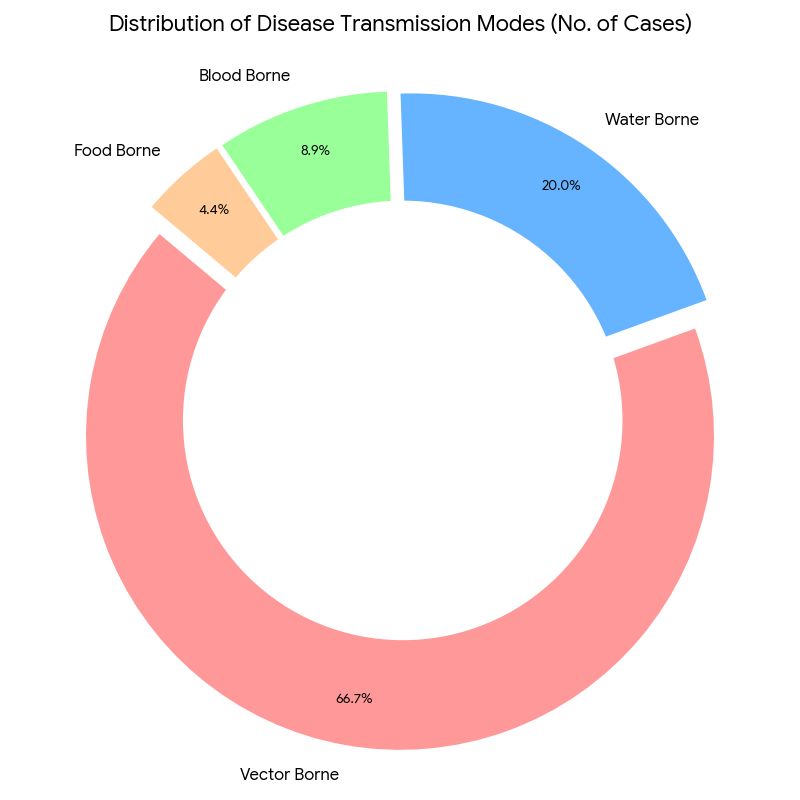 Distribution of Disease Transmission Modes (No. of Cases)
Blood Borne
Water Borne
Food Borne
8.9%
20.0%
4.4%
66.7%
Vector Borne